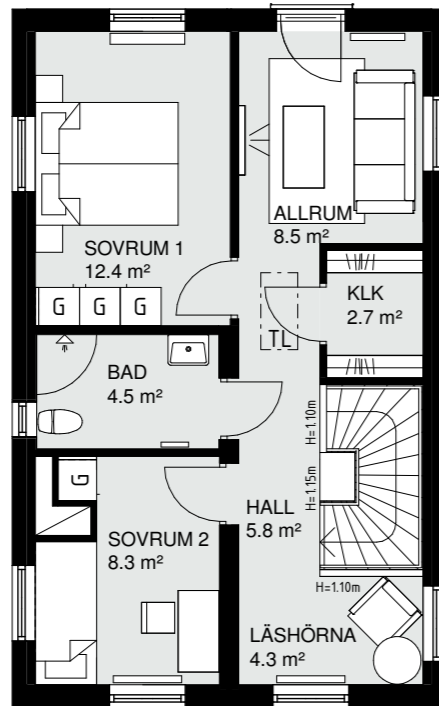 ALLRUM
8.5 m²
SOVRUM 1
12.4 m²
G G G
KLK
2.7 m²
TL
BAD
4.5 m²
H=1.10m
H=1.15m
G
HALL
5.8 m²
SOVRUM 2
8.3 m²
H=1.10m
LÄSHÖRNA
4.3 m²